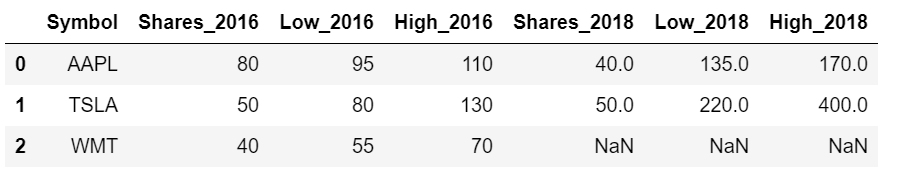 Symbol Shares_2016 Low_2016 High_2016 Shares_2018 Low_2018 High_2018
0 AAPL 80 95 110 40.0 135.0 170.0
1 TSLA 50 80 130 50.0 220.0 400.0
2 WMT 40 55 70 NaN NaN NaN